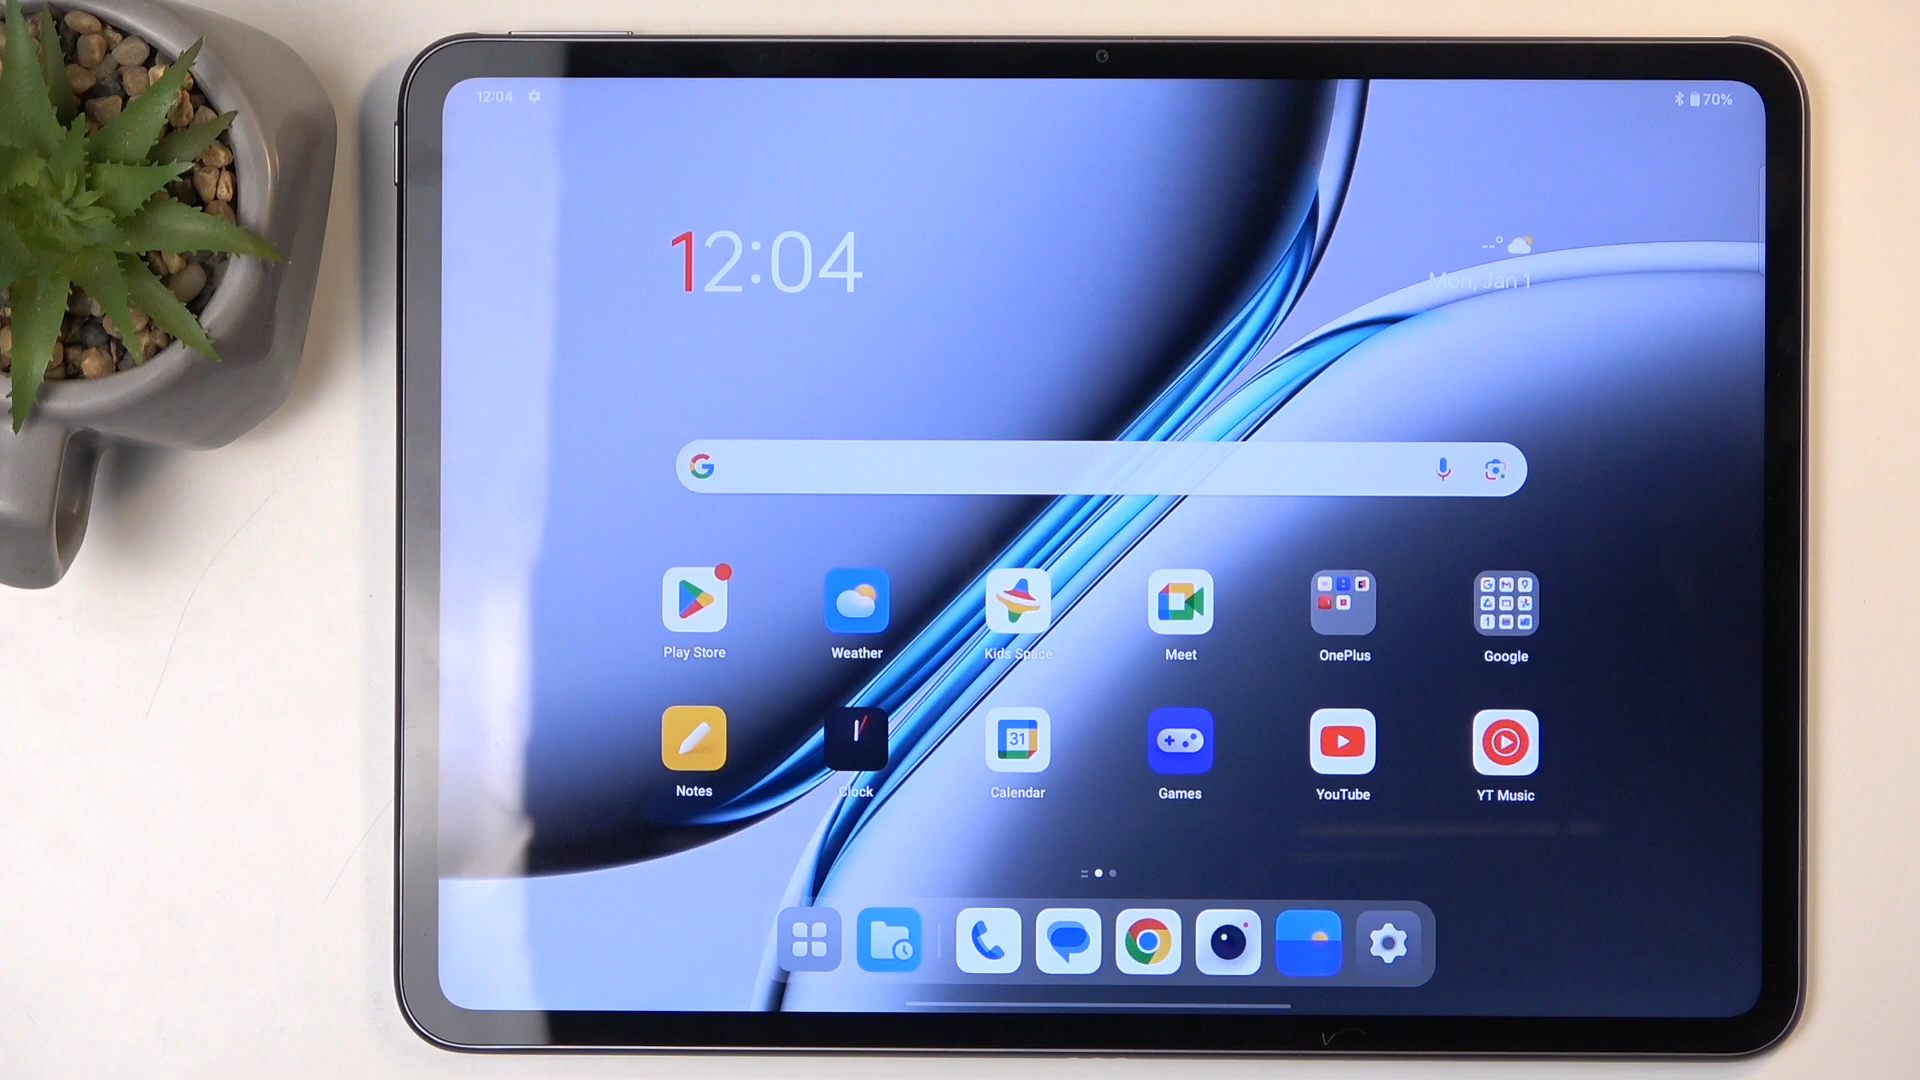 12:04
70%
12:04
--°
Mon, Jan 1
G
Play Store
Weather
Kids Space
Meet
OnePlus
Google
Notes
Clock
31
Calendar
Games
YouTube
YT Music